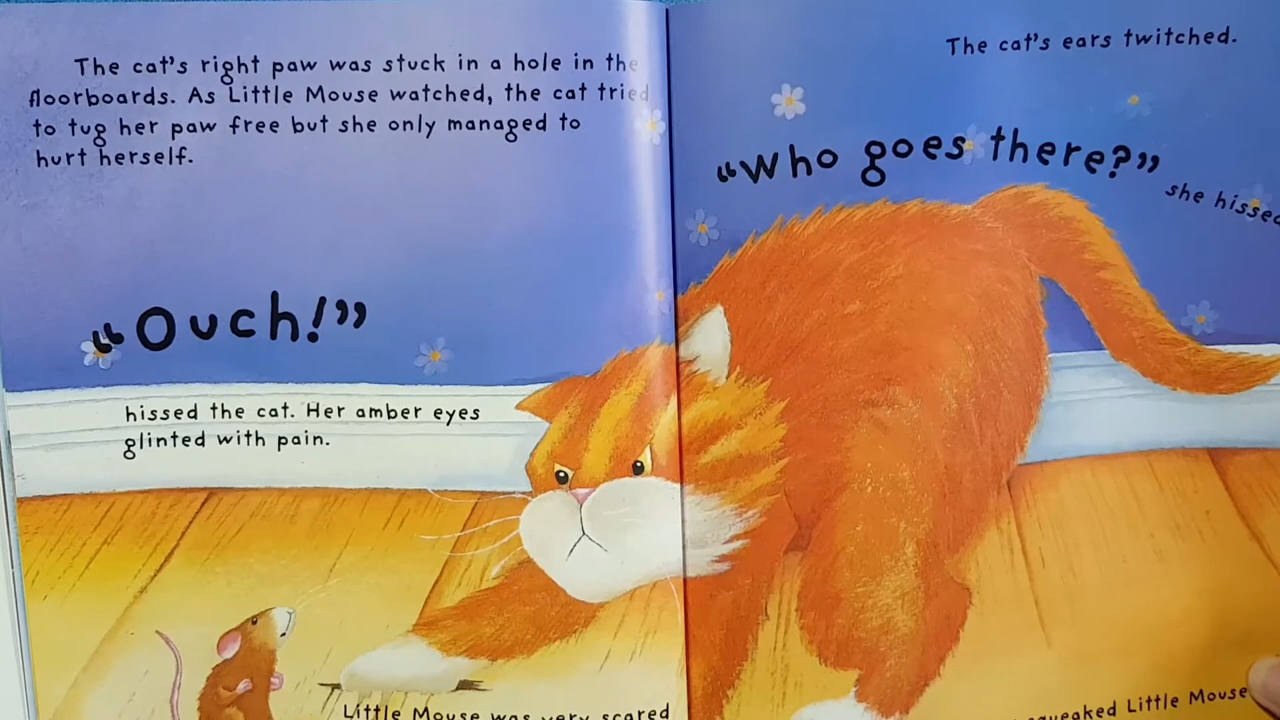 The cat's right paw was stuck in a hole in the
floorboards. As Little Mouse watched, the cat tried
to tug her paw free but she only managed to
hurt herself.
"Ouch!"
hissed the cat. Her amber eyes
glinted with pain.
Little Mouse was very scared
The cat's ears twitched.
"Who goes there?"
she hissed
squeaked Little Mouse